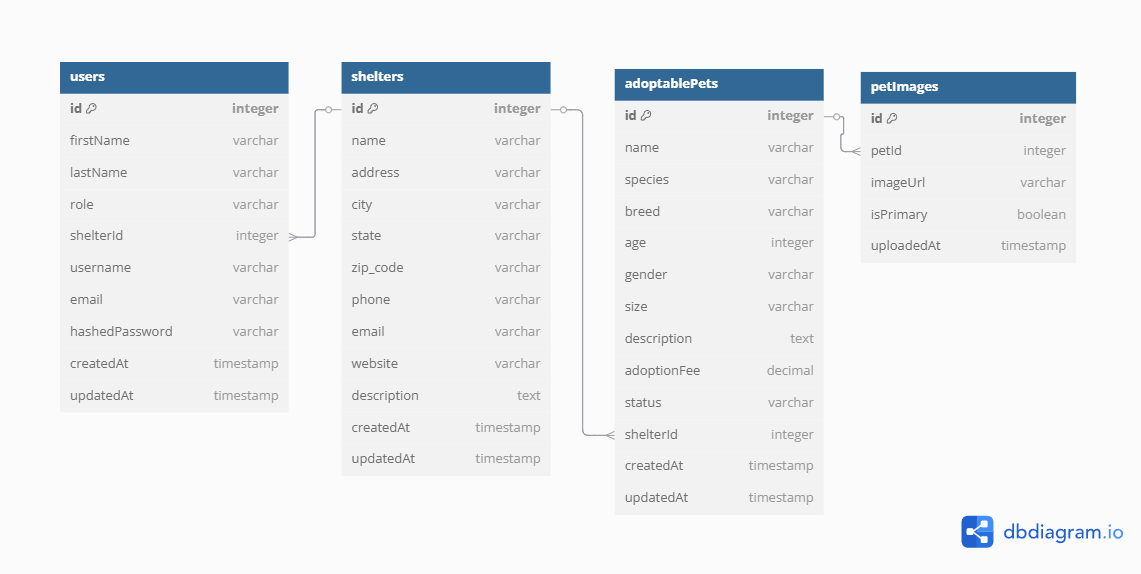 users
id integer
firstName varchar
lastName varchar
role varchar
shelterId integer
username varchar
email varchar
hashedPassword varchar
createdAt timestamp
updatedAt timestamp
shelters
id integer
name varchar
address varchar
city varchar
state varchar
zip_code varchar
phone varchar
email varchar
website varchar
description text
createdAt timestamp
updatedAt timestamp
adoptablePets
id integer
name varchar
species varchar
breed varchar
age integer
gender varchar
size varchar
description text
adoptionFee decimal
status varchar
shelterId integer
createdAt timestamp
updatedAt timestamp
petImages
id integer
petId integer
imageUrl varchar
isPrimary boolean
uploadedAt timestamp
dbdiagram.io